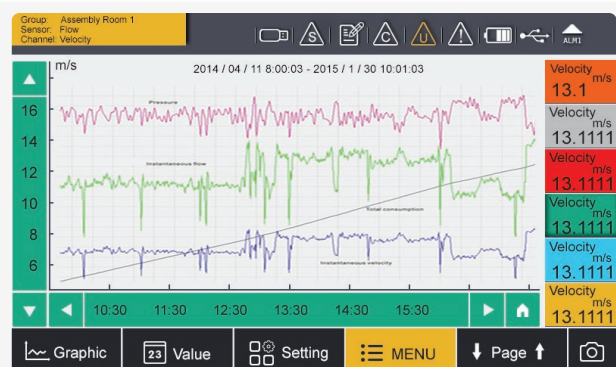 Group: Assembly Room 1
Sensor: Flow
Channel: Velocity
S
C
U
ALM1
m/s
2014 / 04 / 11 8:00:03 - 2015 / 1 / 30 10:01:03
Pressure
Instantaneous flow
Total consumption
Instantaneous velocity
16
14
12
10
8
6
10:30 11:30 12:30 13:30 14:30 15:30
Velocity
m/s
13.1
Velocity
m/s
13.1111
Velocity
m/s
13.1111
Velocity
m/s
13.1111
Velocity
m/s
13.1111
Velocity
m/s
13.1111
Graphic
23 Value
Setting
MENU
Page